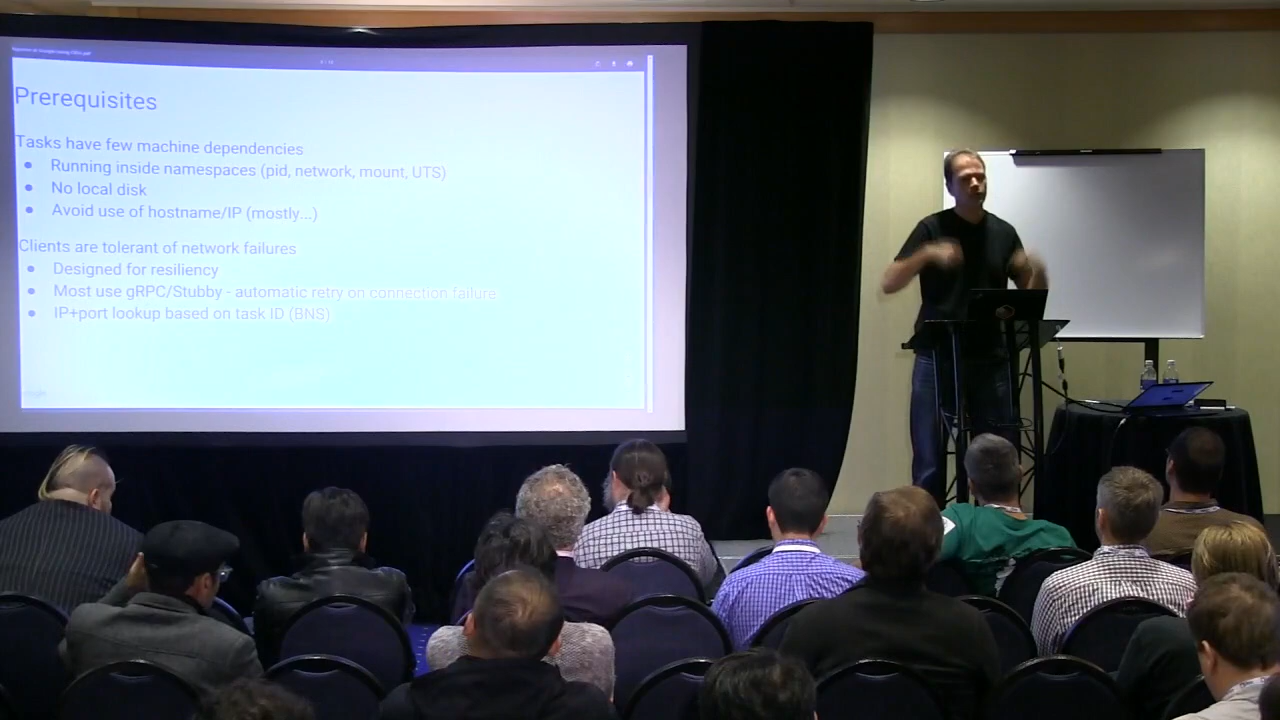 Prerequisites
Tasks have few machine dependencies
● Running inside namespaces (pid, network, mount, UTS)
● No local disk
● Avoid use of hostname/IP (mostly...)
Clients are tolerant of network failures
● Designed for resiliency
● Most use gRPC/Stubby - automatic retry on connection failure
● IP+port lookup based on task ID (BNS)